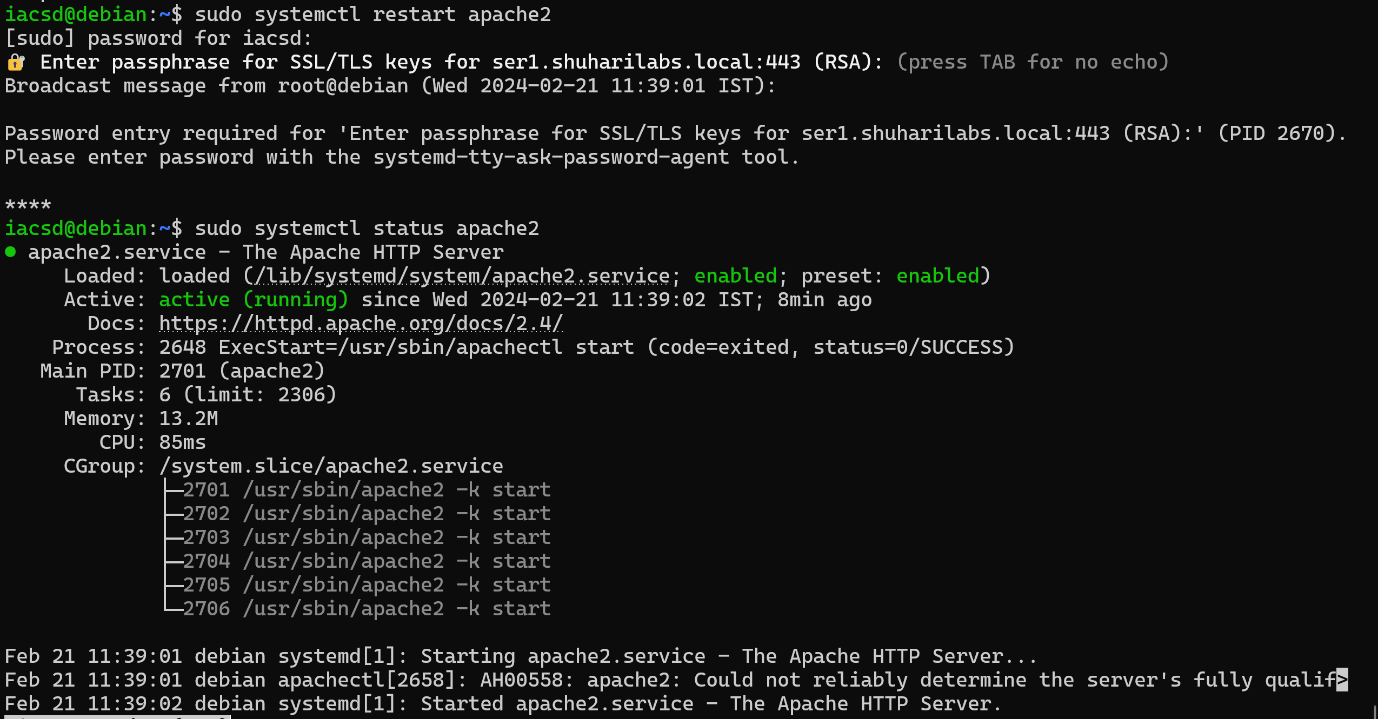 iacsd@debian:~$ sudo systemctl restart apache2
[sudo] password for iacsd:
🔐 Enter passphrase for SSL/TLS keys for ser1.shuharilabs.local:443 (RSA): (press TAB for no echo)
Broadcast message from root@debian (Wed 2024-02-21 11:39:01 IST):

Password entry required for 'Enter passphrase for SSL/TLS keys for ser1.shuharilabs.local:443 (RSA):' (PID 2670).
Please enter password with the systemd-tty-ask-password-agent tool.

****
iacsd@debian:~$ sudo systemctl status apache2
● apache2.service - The Apache HTTP Server
     Loaded: loaded (/lib/systemd/system/apache2.service; enabled; preset: enabled)
     Active: active (running) since Wed 2024-02-21 11:39:02 IST; 8min ago
       Docs: https://httpd.apache.org/docs/2.4/
    Process: 2648 ExecStart=/usr/sbin/apachectl start (code=exited, status=0/SUCCESS)
   Main PID: 2701 (apache2)
      Tasks: 6 (limit: 2306)
     Memory: 13.2M
        CPU: 85ms
     CGroup: /system.slice/apache2.service
             ├─2701 /usr/sbin/apache2 -k start
             ├─2702 /usr/sbin/apache2 -k start
             ├─2703 /usr/sbin/apache2 -k start
             ├─2704 /usr/sbin/apache2 -k start
             ├─2705 /usr/sbin/apache2 -k start
             └─2706 /usr/sbin/apache2 -k start

Feb 21 11:39:01 debian systemd[1]: Starting apache2.service - The Apache HTTP Server...
Feb 21 11:39:01 debian apachectl[2658]: AH00558: apache2: Could not reliably determine the server's fully qualif>
Feb 21 11:39:02 debian systemd[1]: Started apache2.service - The Apache HTTP Server.